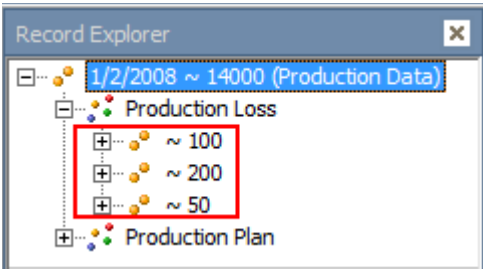 Record Explorer
1/2/2008 ~ 14000 (Production Data)
Production Loss
~ 100
~ 200
~ 50
Production Plan